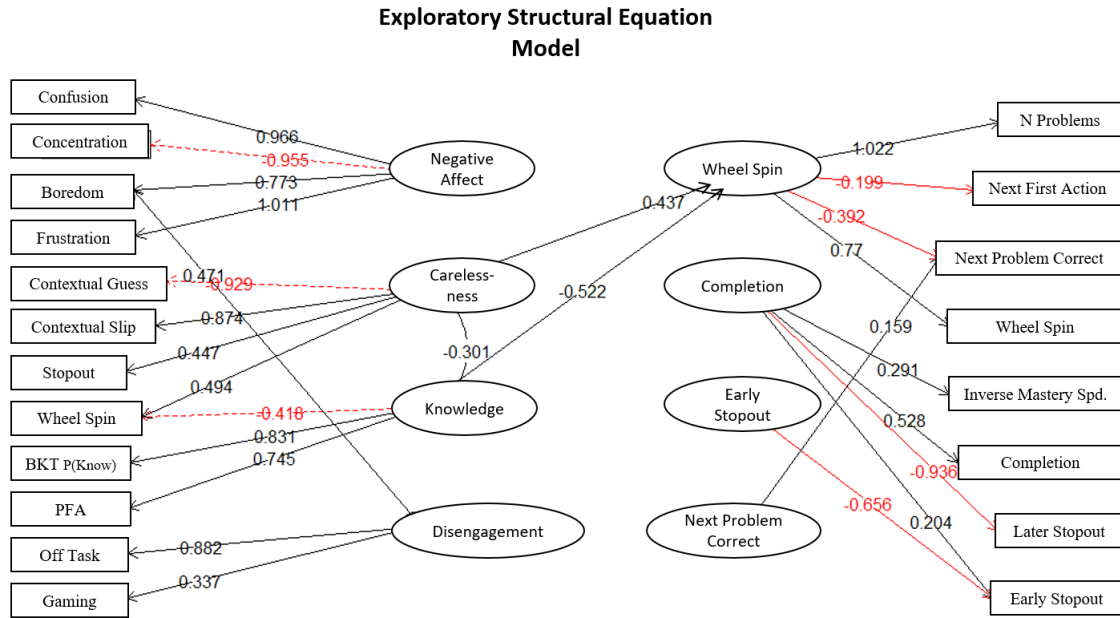 Exploratory Structural Equation
Model
Confusion
Concentration
Boredom
Frustration
Contextual Guess
Contextual Slip
Stopout
Wheel Spin
BKT P(Know)
PFA
Off Task
Gaming
0.966
-0.955
0.773
1.011
0.471
-0.929
0.874
0.447
0.494
-0.418
0.831
0.745
0.882
0.337
Negative
Affect
Careless-
ness
-0.301
Knowledge
Disengagement
0.437
-0.522
Wheel Spin
Completion
Early
Stopout
Next Problem
Correct
1.022
-0.199
-0.392
0.77
0.159
0.291
0.528
-0.936
-0.656
0.204
N Problems
Next First Action
Next Problem Correct
Wheel Spin
Inverse Mastery Spd.
Completion
Later Stopout
Early Stopout